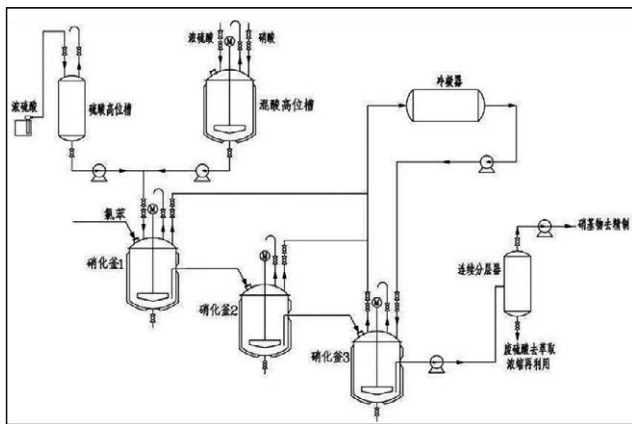 浓硫酸
硝酸
浓硫酸
硫酸高位槽
混酸高位槽
冷凝器
氯苯
硝化釜1
硝化釜2
硝化釜3
连续分层器
硝基物去精制
废硫酸去萃取
浓缩再利用
M
M
M
M